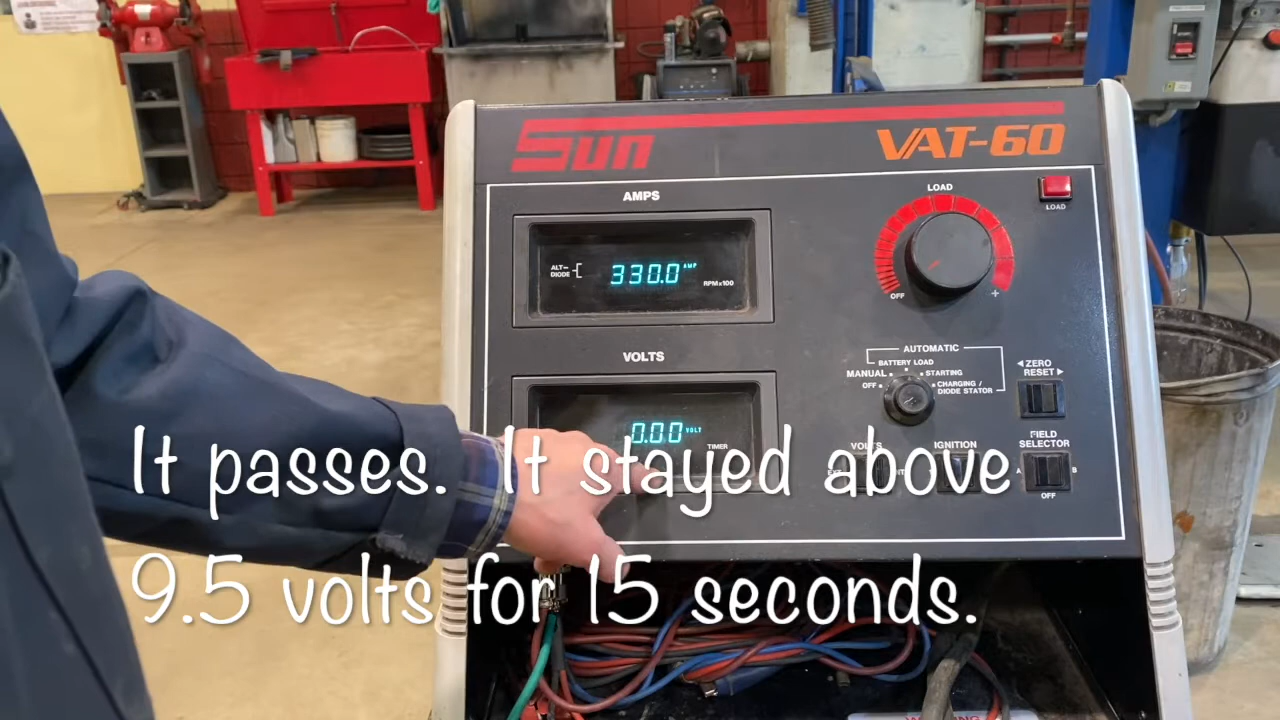 Sun
VAT-60
AMPS
LOAD
LOAD
ALT-
DIODE
330.0 AMP
RPMx100
OFF
+
VOLTS
AUTOMATIC
BATTERY LOAD
MANUAL
STARTING
OFF
CHARGING /
DIODE STATOR
ZERO
RESET
0.00 VOLT
TIMER
VOLTS
IGNITION
FIELD
SELECTOR
A
B
OFF
It passes. It stayed above
9.5 volts for 15 seconds.